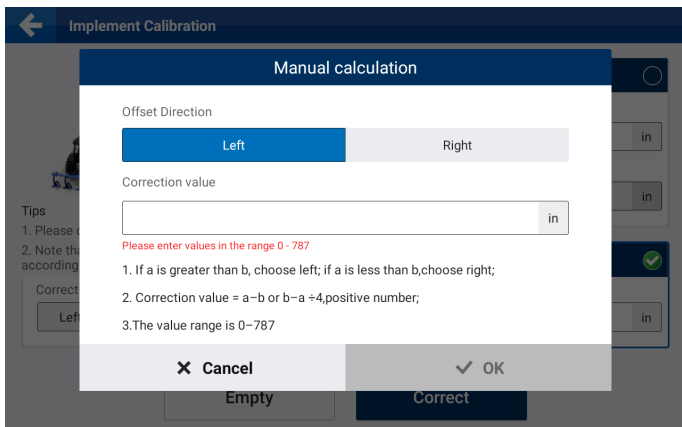 Implement Calibration
Manual calculation
Offset Direction
Left Right
Correction value
in
Please enter values in the range 0 - 787
1. If a is greater than b, choose left; if a is less than b,choose right;
2. Correction value = a–b or b–a ÷4,positive number;
3.The value range is 0–787
Cancel OK
in
in
Tips
1. Please
2. Note
according
Correct
Left
in
Empty Correct